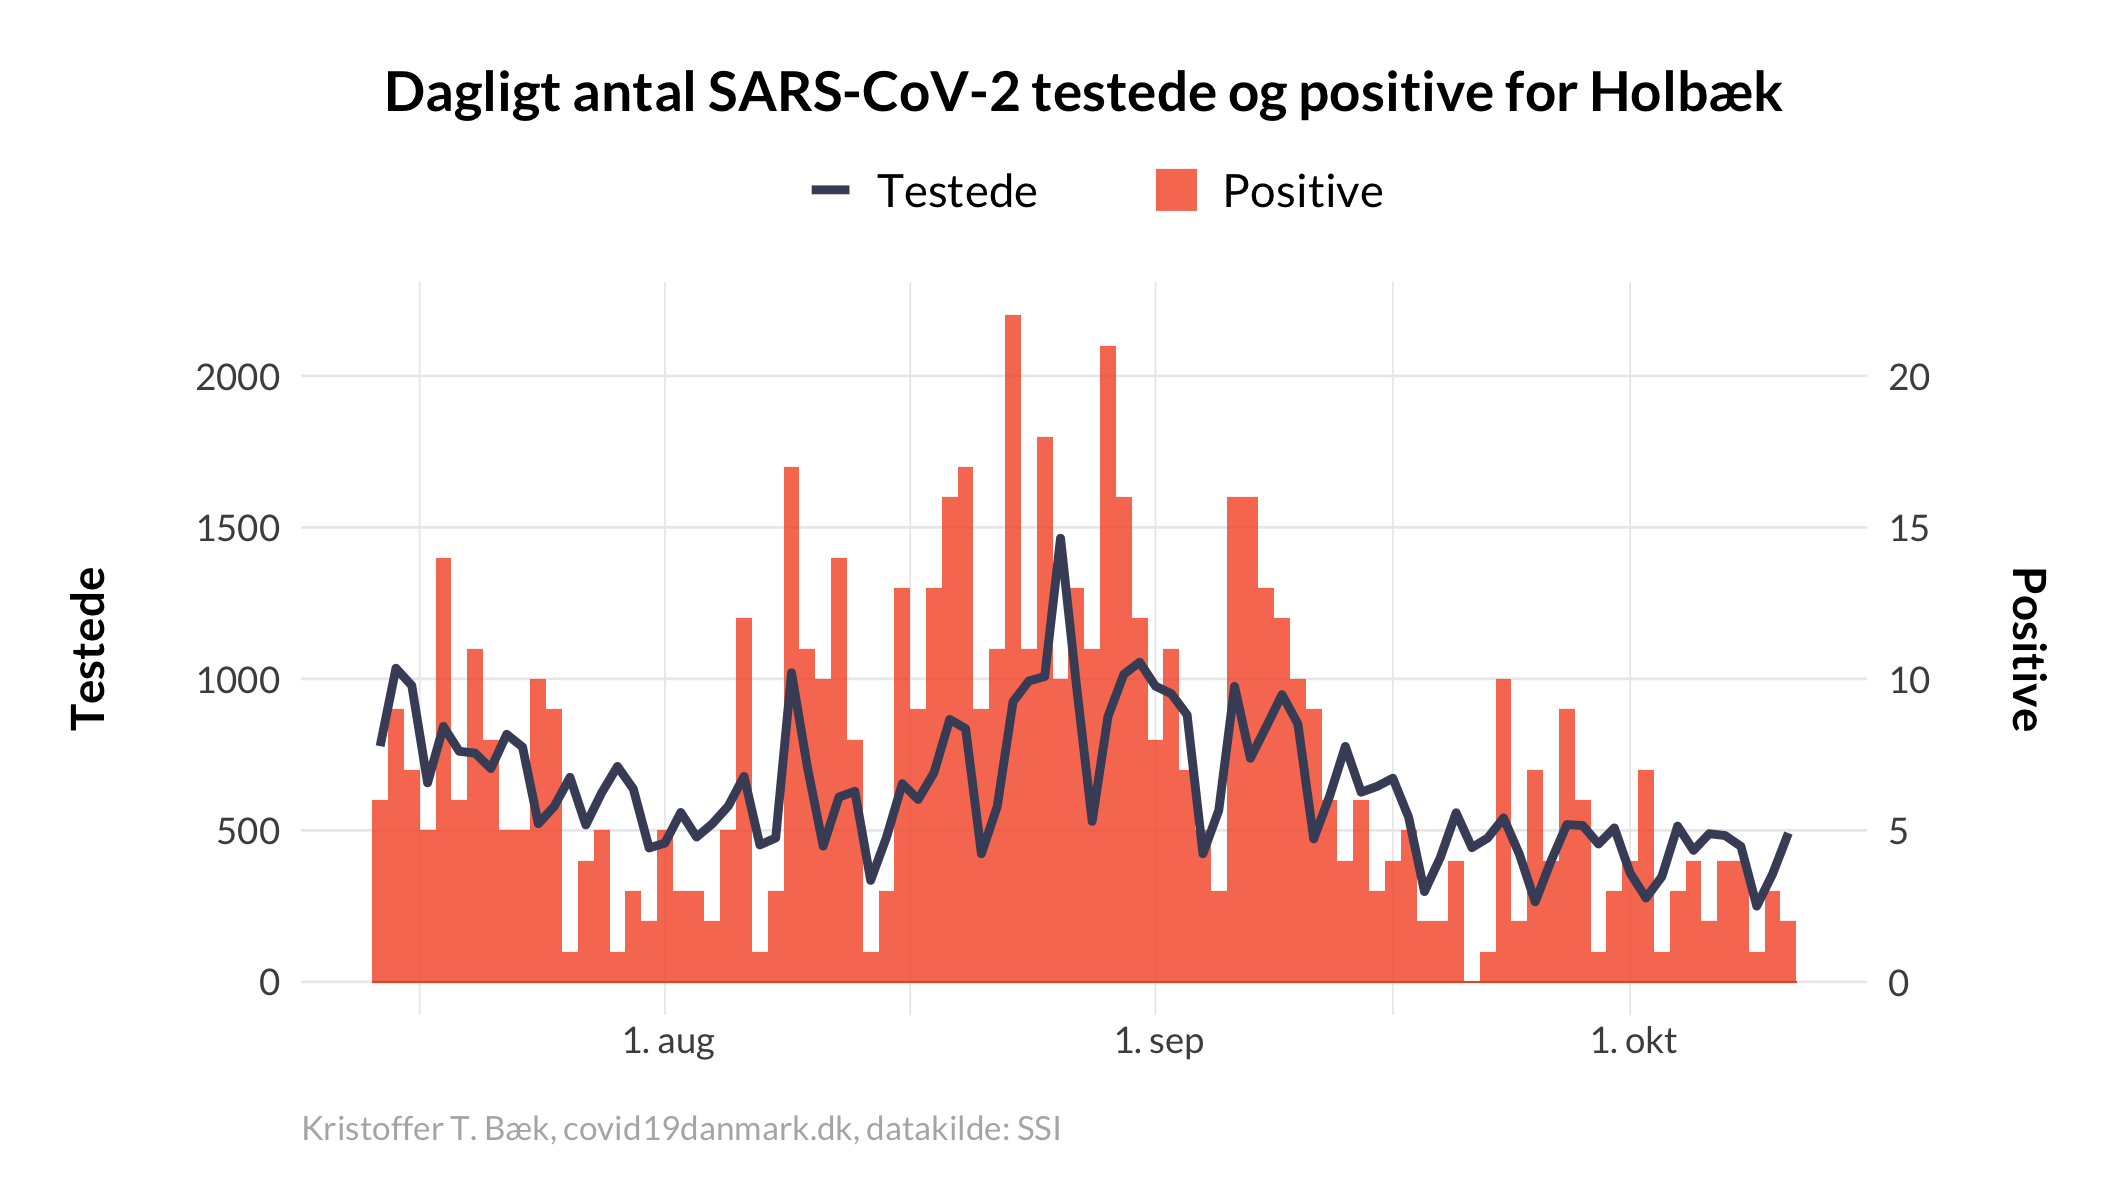 Dagligt antal SARS-CoV-2 testede og positive for Holbæk
Testede
Positive
2000
1500
1000
500
0
20
15
10
5
0
Testede
Positive
1. aug
1. sep
1. okt
Kristoffer T. Bæk, covid19danmark.dk, datakilde: SSI